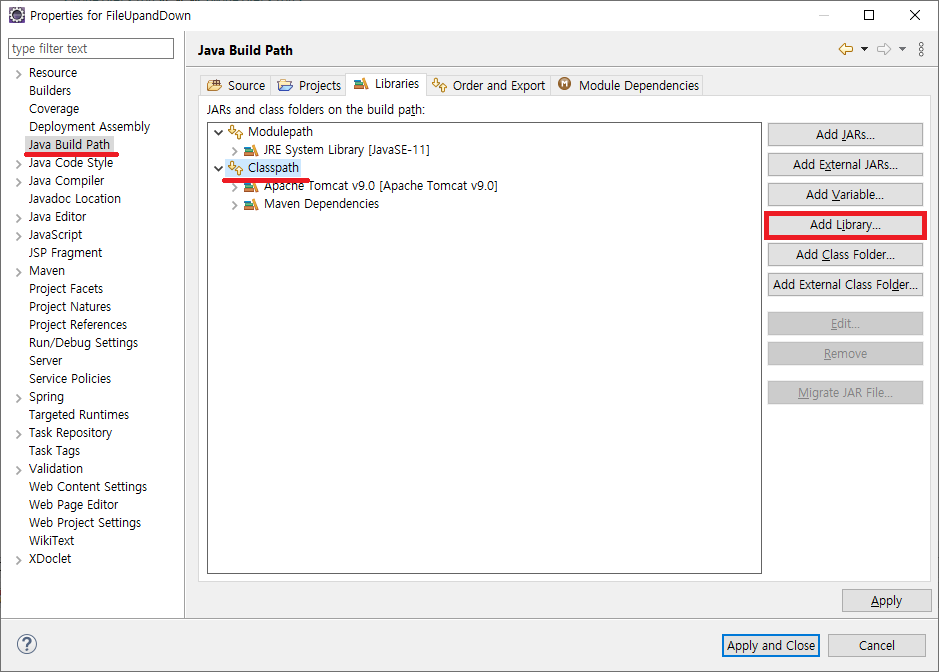 Properties for FileUpandDown
type filter text
Resource
Builders
Coverage
Deployment Assembly
Java Build Path
Java Code Style
Java Compiler
Javadoc Location
Java Editor
JavaScript
JSP Fragment
Maven
Project Facets
Project Natures
Project References
Run/Debug Settings
Server
Service Policies
Spring
Targeted Runtimes
Task Repository
Task Tags
Validation
Web Content Settings
Web Page Editor
Web Project Settings
WikiText
XDoclet
Java Build Path
Source Projects Libraries Order and Export Module Dependencies
JARs and class folders on the build path:
Modulepath
JRE System Library [JavaSE-11]
Classpath
Apache Tomcat v9.0 [Apache Tomcat v9.0]
Maven Dependencies
Add JARs...
Add External JARs...
Add Variable...
Add Library...
Add Class Folder...
Add External Class Folder...
Edit...
Remove
Migrate JAR File...
Apply
Apply and Close Cancel